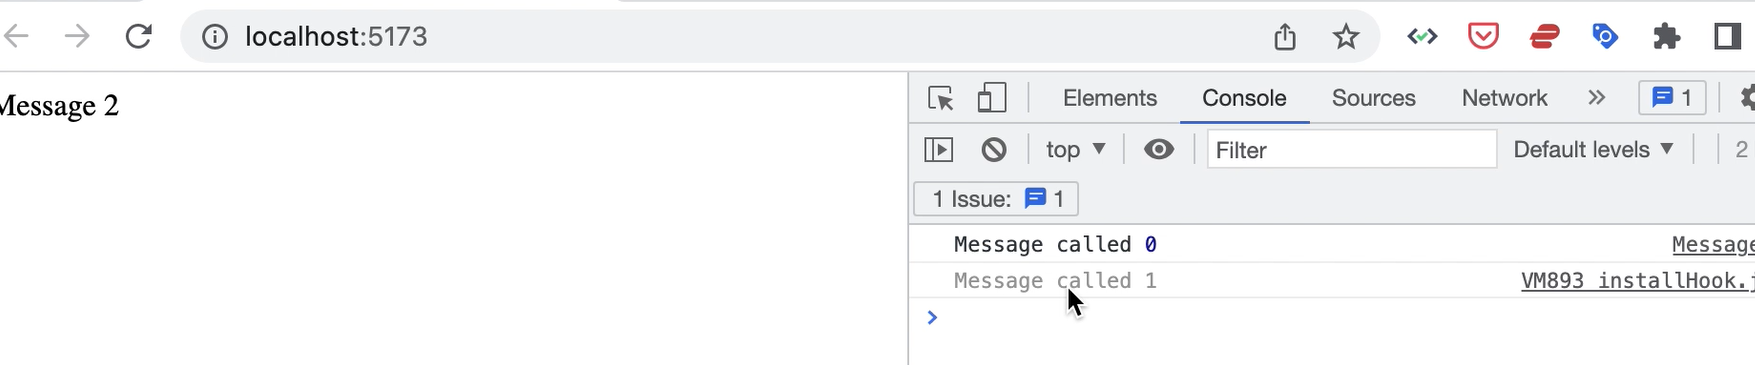 localhost:5173
Message 2
Elements Console Sources Network 1
top Filter Default levels 2
1 Issue: 1
Message called 0 Message
Message called 1 VM893 installHook.j